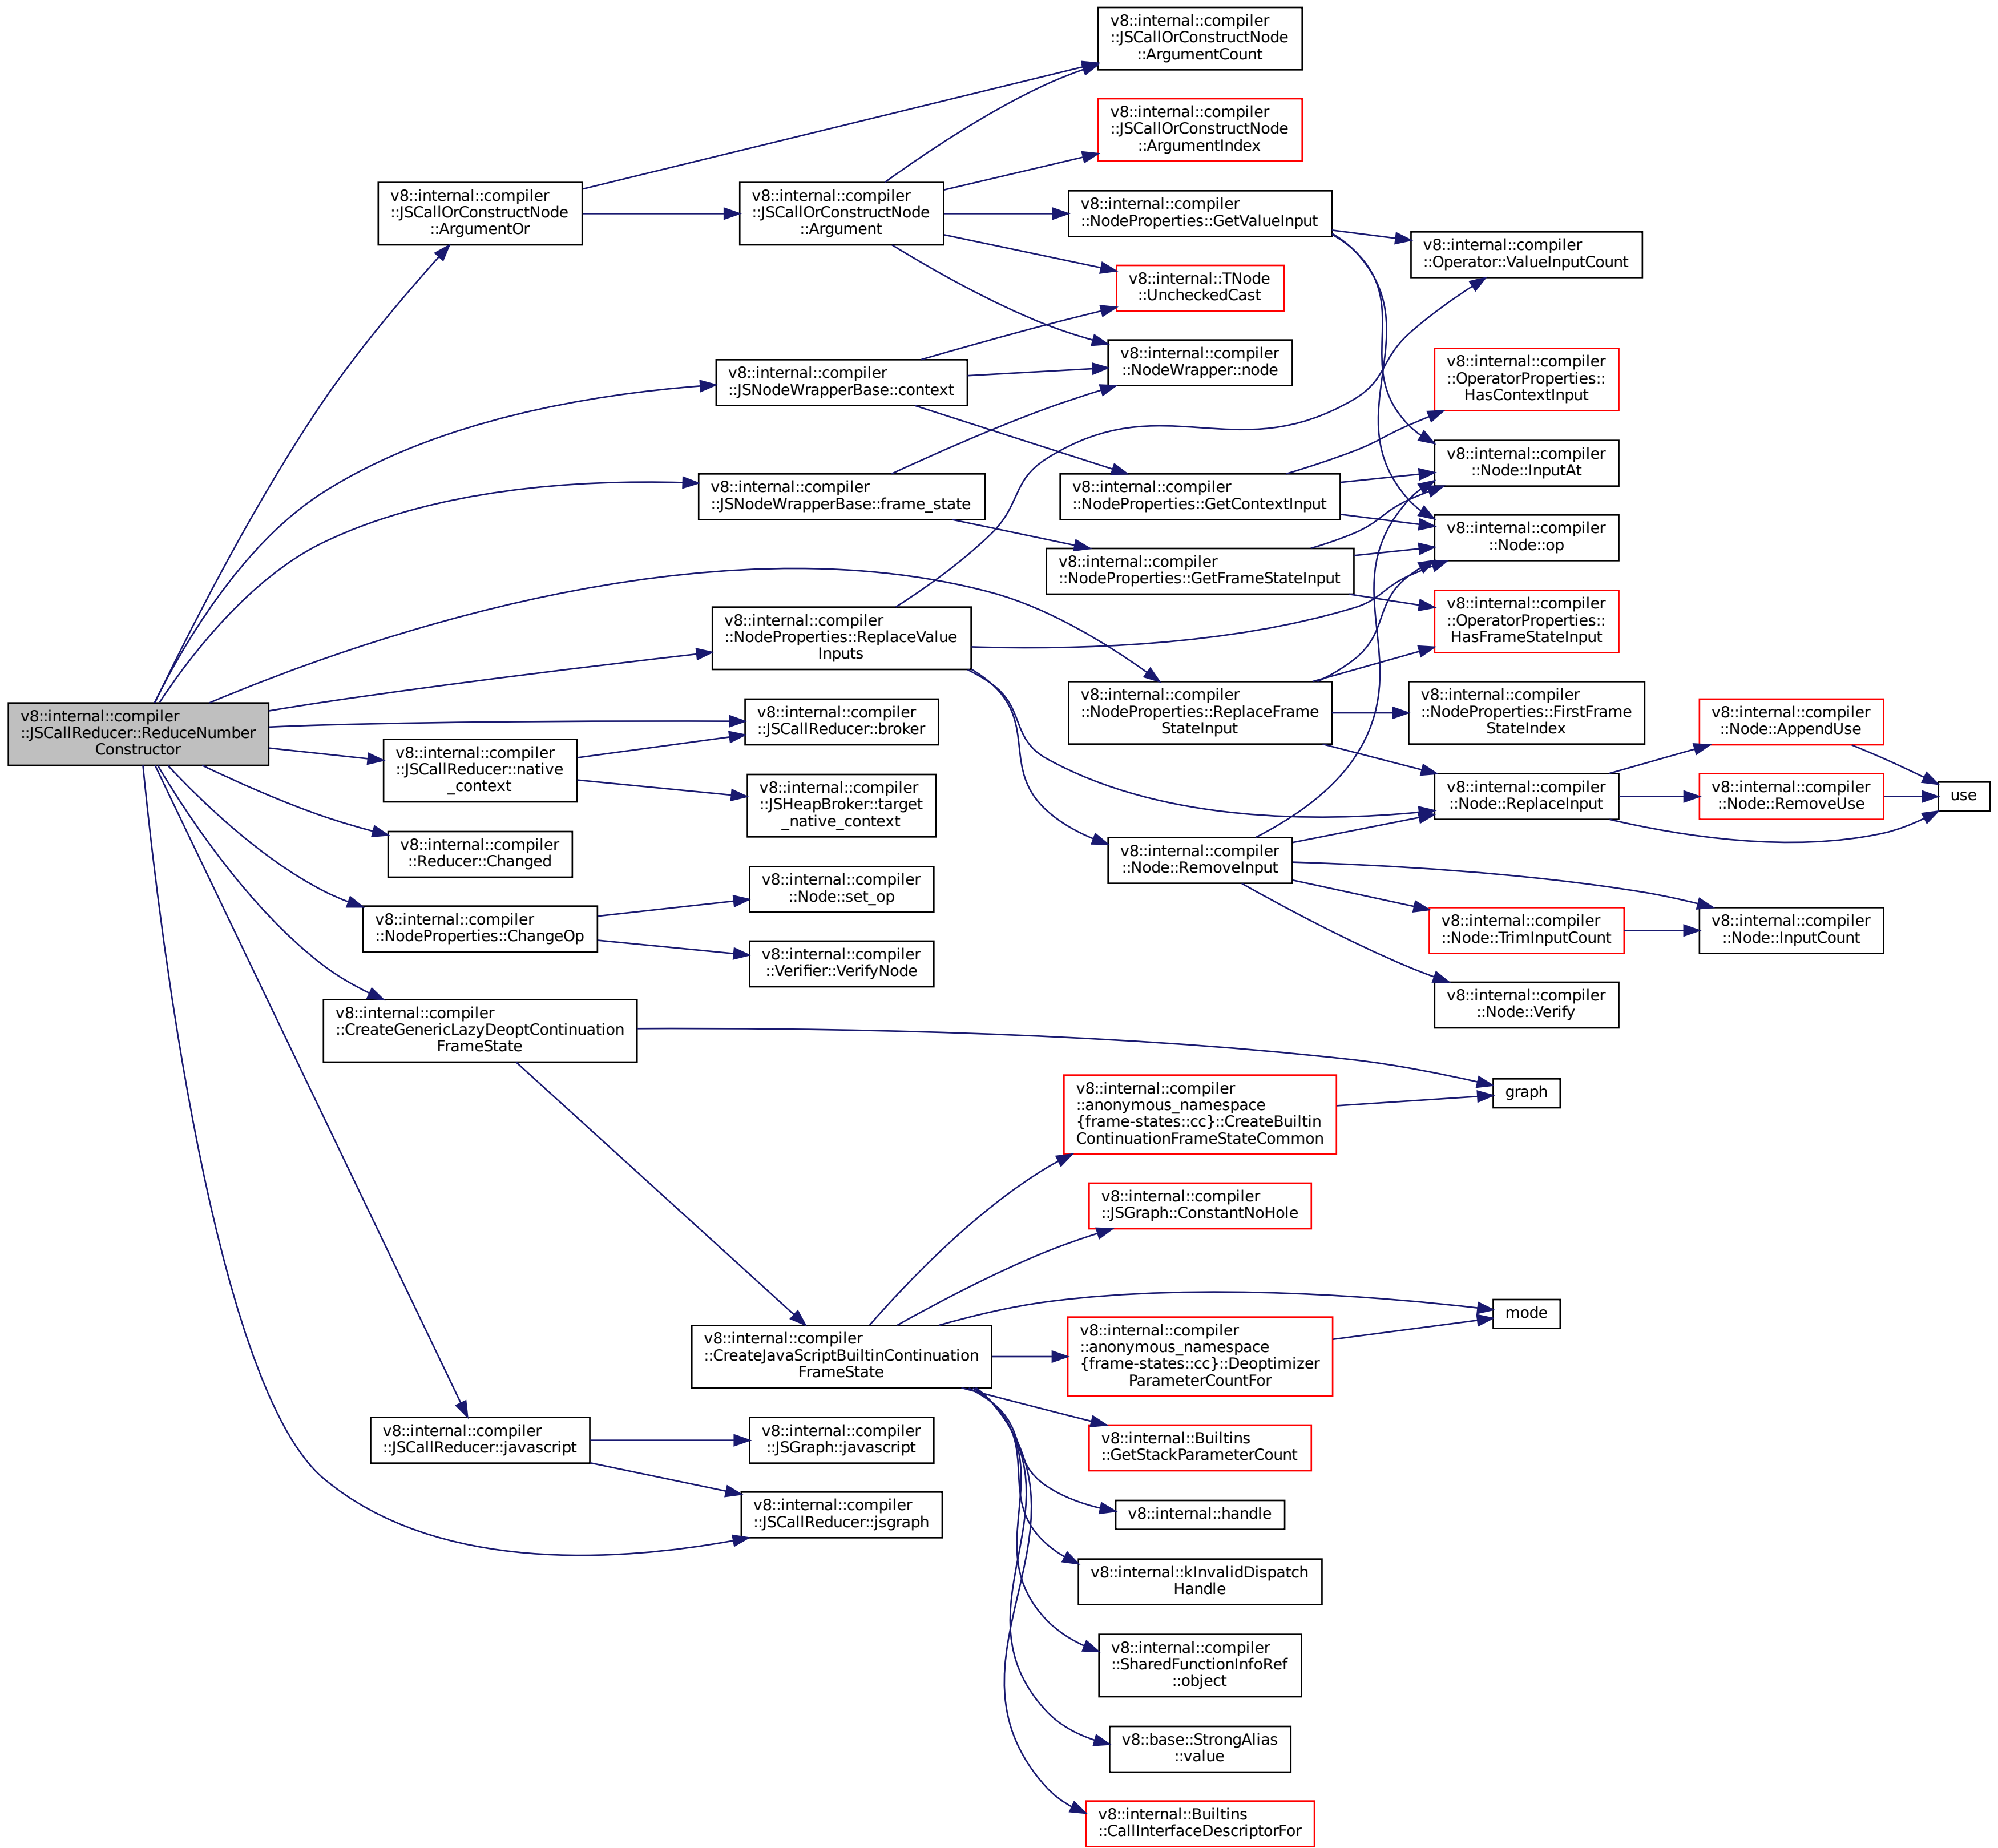 v8::internal::compiler
::JSCallReducer::ReduceNumber
Constructor
v8::internal::compiler
::JSCallOrConstructNode
::ArgumentOr
v8::internal::compiler
::JSCallOrConstructNode
::ArgumentCount
v8::internal::compiler
::JSCallOrConstructNode
::Argument
v8::internal::compiler
::JSCallOrConstructNode
::ArgumentIndex
v8::internal::compiler
::NodeProperties::GetValueInput
v8::internal::TNode
::UncheckedCast
v8::internal::compiler
::NodeWrapper::node
v8::internal::compiler
::Operator::ValueInputCount
v8::internal::compiler
::Node::InputAt
v8::internal::compiler
::Node::op
v8::internal::compiler
::JSNodeWrapperBase::context
v8::internal::compiler
::NodeProperties::GetContextInput
v8::internal::compiler
::OperatorProperties::
HasContextInput
v8::internal::compiler
::JSNodeWrapperBase::frame_state
v8::internal::compiler
::NodeProperties::GetFrameStateInput
v8::internal::compiler
::OperatorProperties::
HasFrameStateInput
v8::internal::compiler
::NodeProperties::ReplaceValue
Inputs
v8::internal::compiler
::NodeProperties::ReplaceFrame
StateInput
v8::internal::compiler
::NodeProperties::FirstFrame
StateIndex
v8::internal::compiler
::Node::ReplaceInput
v8::internal::compiler
::Node::AppendUse
v8::internal::compiler
::Node::RemoveUse
use
v8::internal::compiler
::Node::RemoveInput
v8::internal::compiler
::Node::TrimInputCount
v8::internal::compiler
::Node::InputCount
v8::internal::compiler
::Node::Verify
v8::internal::compiler
::JSCallReducer::broker
v8::internal::compiler
::JSCallReducer::native
_context
v8::internal::compiler
::JSHeapBroker::target
_native_context
v8::internal::compiler
::Reducer::Changed
v8::internal::compiler
::NodeProperties::ChangeOp
v8::internal::compiler
::Node::set_op
v8::internal::compiler
::Verifier::VerifyNode
v8::internal::compiler
::CreateGenericLazyDeoptContinuation
FrameState
graph
v8::internal::compiler
::CreateJavaScriptBuiltinContinuation
FrameState
v8::internal::compiler
::anonymous_namespace
{frame-states::cc}::CreateBuiltin
ContinuationFrameStateCommon
v8::internal::compiler
::JSGraph::ConstantNoHole
mode
v8::internal::compiler
::anonymous_namespace
{frame-states::cc}::Deoptimizer
ParameterCountFor
v8::internal::Builtins
::GetStackParameterCount
v8::internal::handle
v8::internal::kInvalidDispatch
Handle
v8::internal::compiler
::SharedFunctionInfoRef
::object
v8::base::StrongAlias
::value
v8::internal::Builtins
::CallInterfaceDescriptorFor
v8::internal::compiler
::JSCallReducer::javascript
v8::internal::compiler
::JSGraph::javascript
v8::internal::compiler
::JSCallReducer::jsgraph